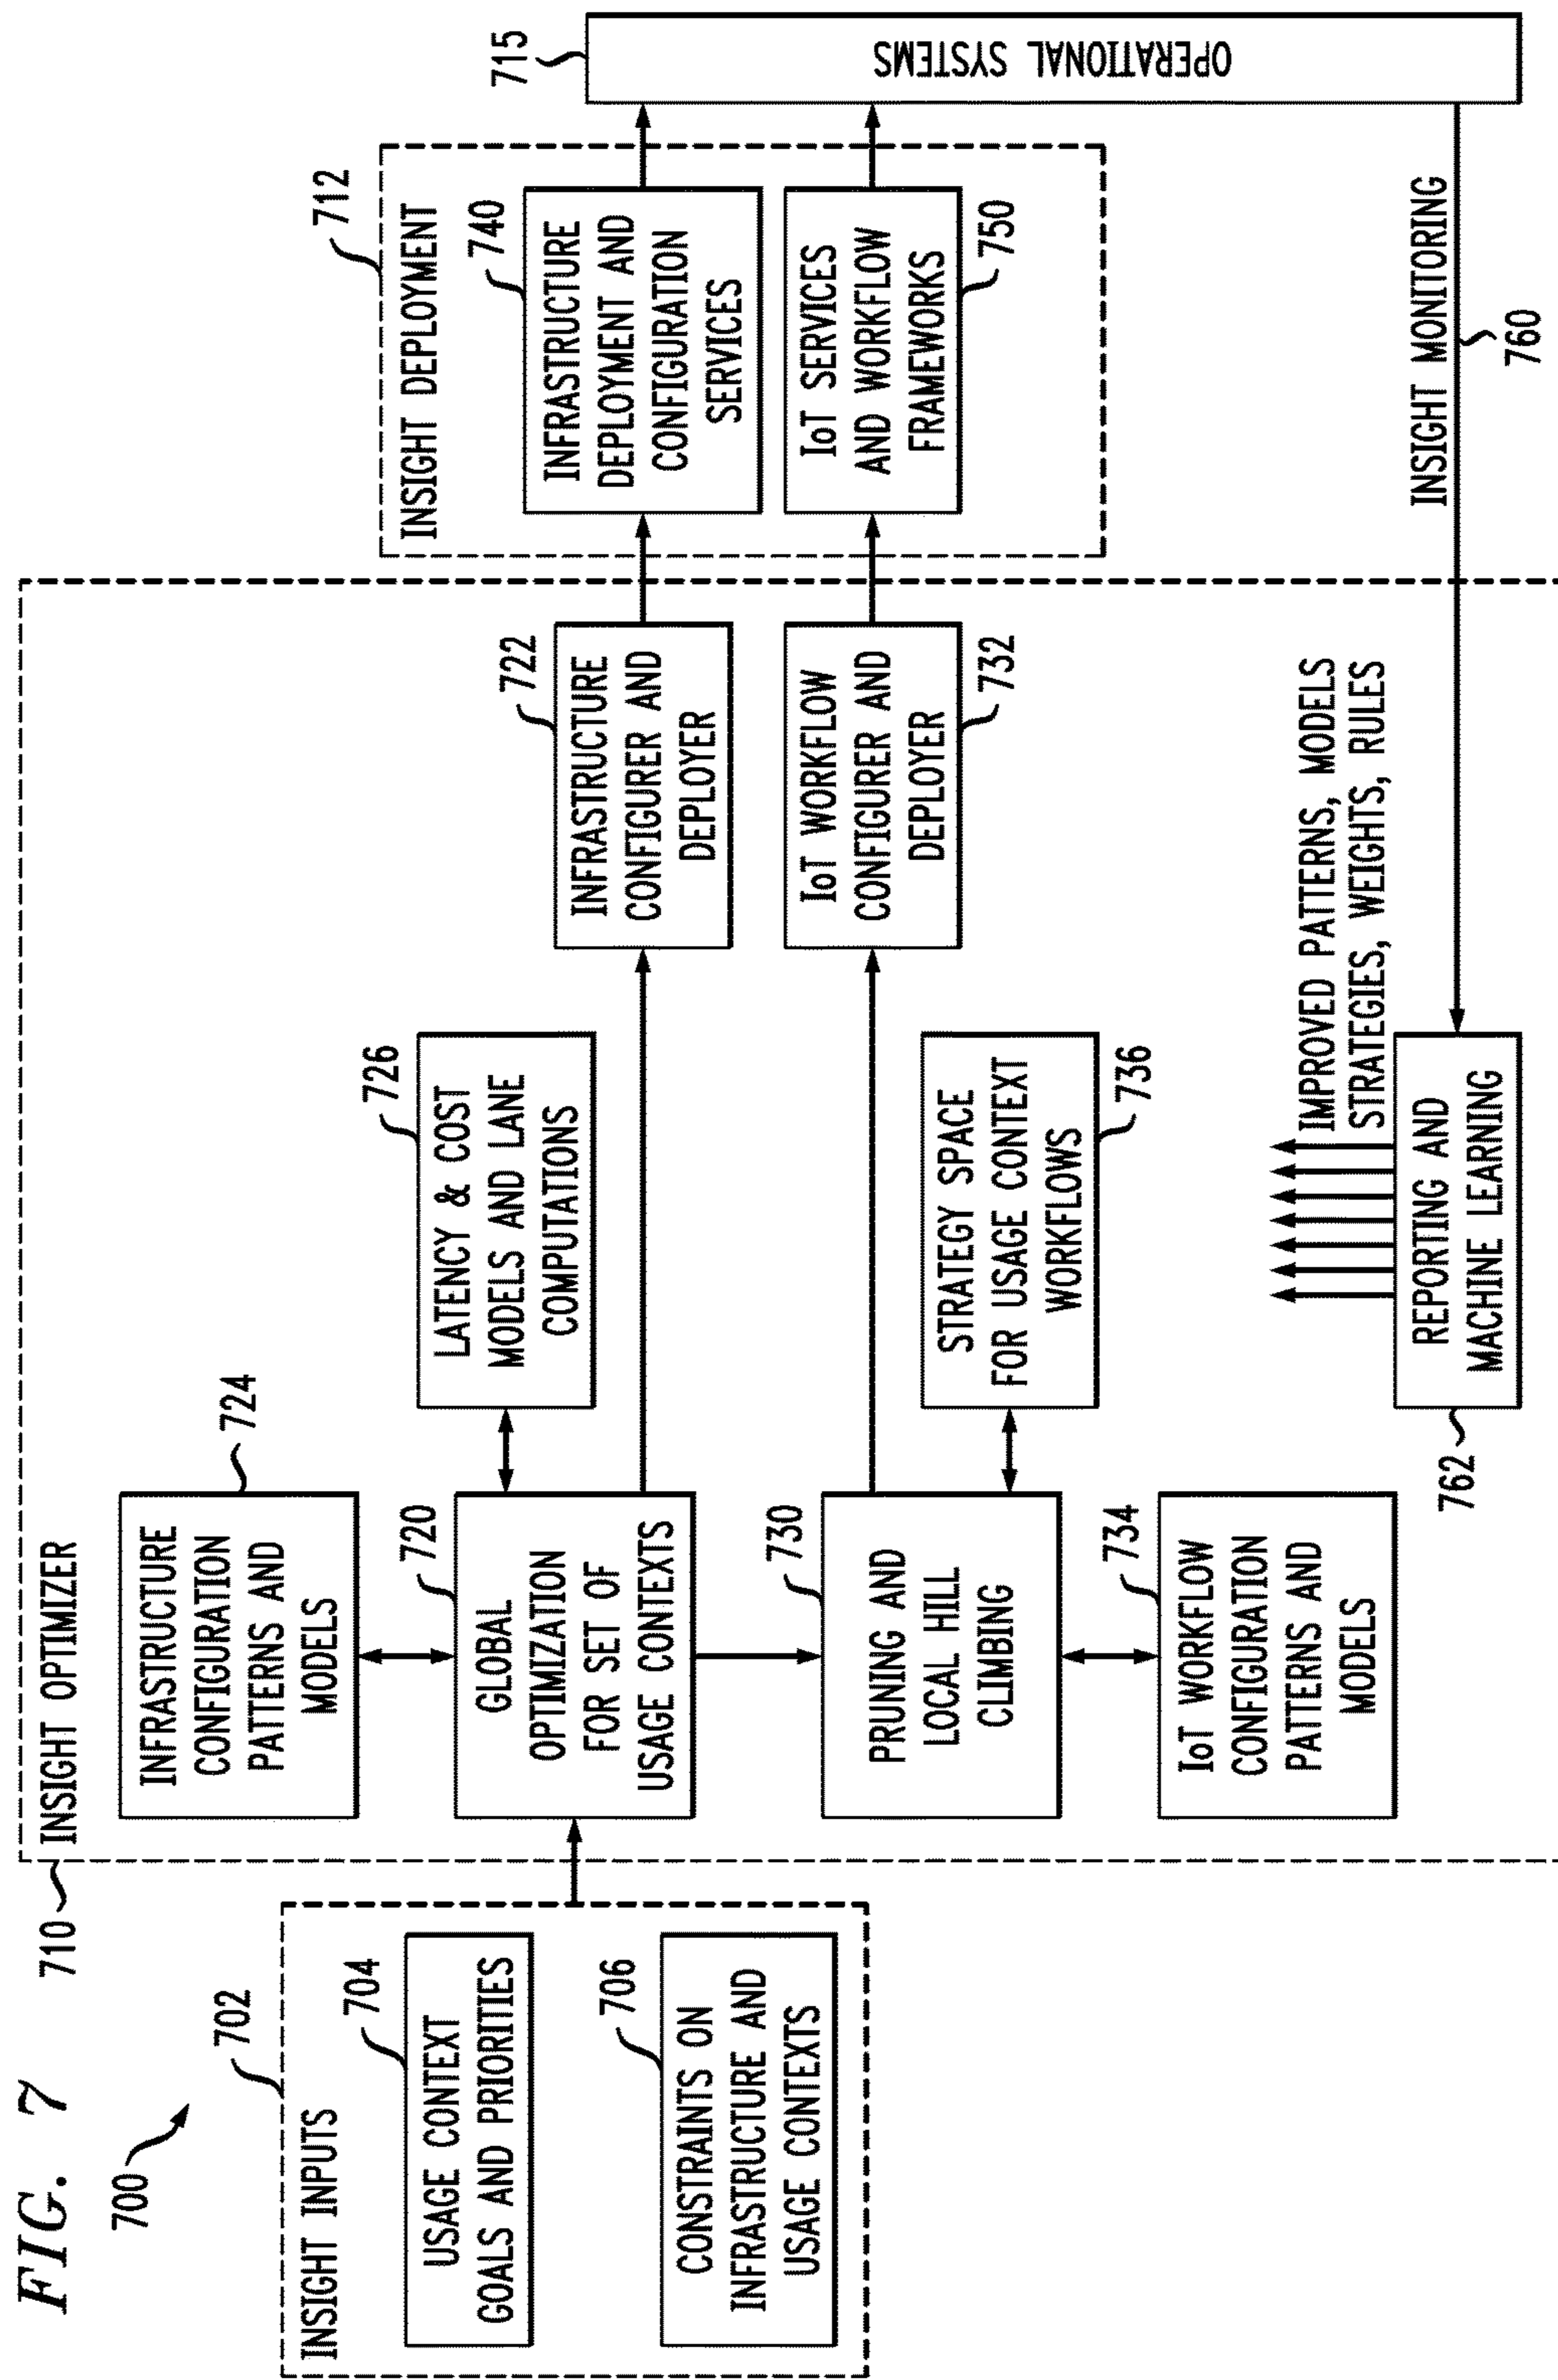 FIG. 7
700
702
INSIGHT INPUTS
704
USAGE CONTEXT
GOALS AND PRIORITIES
706
CONSTRAINTS ON
INFRASTRUCTURE AND
USAGE CONTEXTS
710
INSIGHT OPTIMIZER
724
INFRASTRUCTURE
CONFIGURATION
PATTERNS AND
MODELS
720
GLOBAL
OPTIMIZATION
FOR SET OF
USAGE CONTEXTS
730
PRUNING AND
LOCAL HILL
CLIMBING
734
IoT WORKFLOW
CONFIGURATION
PATTERNS AND
MODELS
726
LATENCY & COST
MODELS AND LANE
COMPUTATIONS
STRATEGY SPACE
FOR USAGE CONTEXT
WORKFLOWS
736
762
REPORTING AND
MACHINE LEARNING
IMPROVED PATTERNS, MODELS
STRATEGIES, WEIGHTS, RULES
722
INFRASTRUCTURE
CONFIGURER AND
DEPLOYER
IoT WORKFLOW
CONFIGURER AND
DEPLOYER
732
712
INSIGHT DEPLOYMENT
740
INFRASTRUCTURE
DEPLOYMENT AND
CONFIGURATION
SERVICES
IoT SERVICES
AND WORKFLOW
FRAMEWORKS
750
715
OPERATIONAL SYSTEMS
INSIGHT MONITORING
760